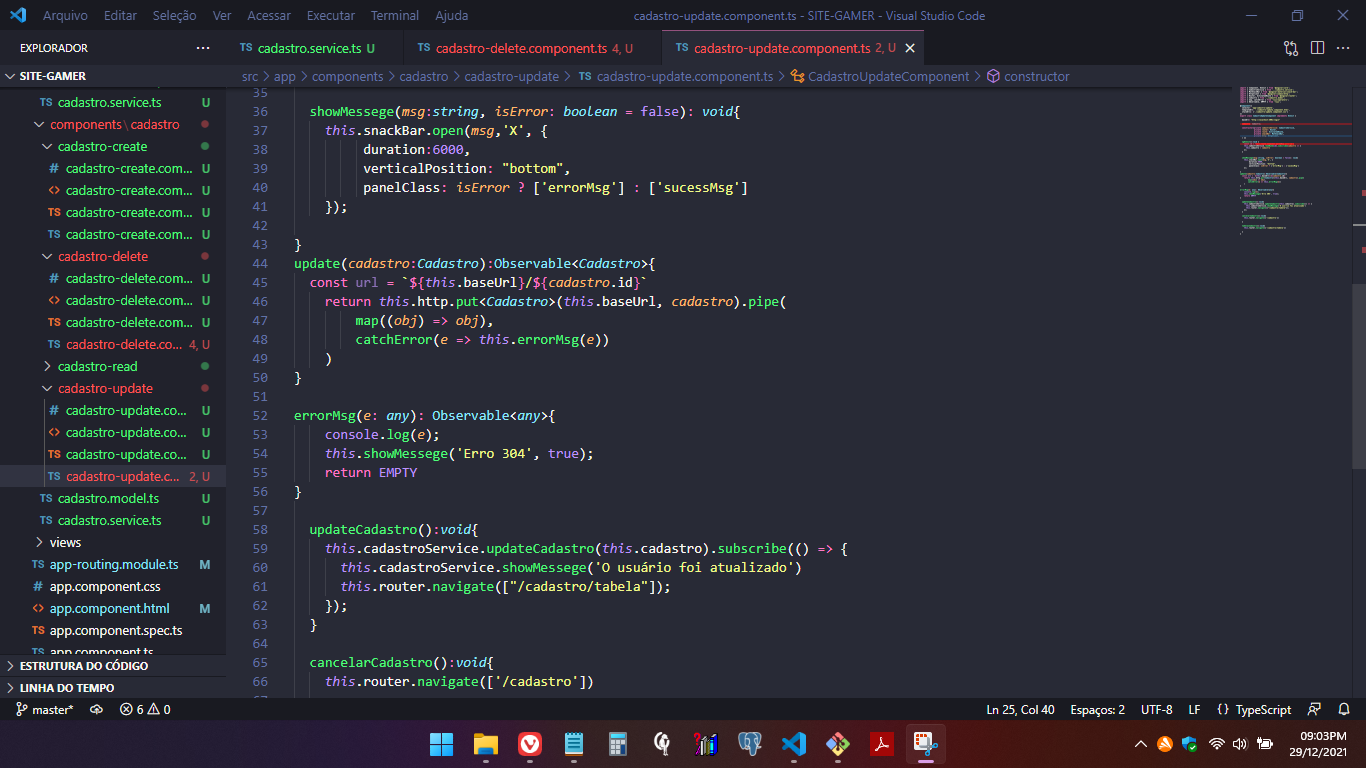 Arquivo Editar Seleção Ver Acessar Executar Terminal Ajuda
cadastro-update.component.ts - SITE-GAMER - Visual Studio Code
EXPLORADOR ···
TS cadastro.service.ts U
TS cadastro-delete.component.ts 4, U
TS cadastro-update.component.ts 2, U
SITE-GAMER
src > app > components > cadastro > cadastro-update > TS cadastro-update.component.ts > CadastroUpdateComponent > constructor
TS cadastro.service.ts U
components\cadastro
cadastro-create
# cadastro-create.com... U
<> cadastro-create.com... U
TS cadastro-create.com... U
TS cadastro-create.com... U
cadastro-delete
# cadastro-delete.com... U
<> cadastro-delete.com... U
TS cadastro-delete.com... U
TS cadastro-delete.co... 4, U
cadastro-read
cadastro-update
# cadastro-update.co... U
<> cadastro-update.co... U
TS cadastro-update.co... U
TS cadastro-update.c... 2, U
TS cadastro.model.ts U
TS cadastro.service.ts U
views
TS app-routing.module.ts M
# app.component.css
<> app.component.html M
TS app.component.spec.ts
TS app.component.ts
ESTRUTURA DO CÓDIGO
LINHA DO TEMPO
35
36 showMessege(msg:string, isError: boolean = false): void{
37 this.snackBar.open(msg,'X', {
38 duration:6000,
39 verticalPosition: "bottom",
40 panelClass: isError ? ['errorMsg'] : ['sucessMsg']
41 });
42
43 }
44 update(cadastro:Cadastro):Observable<Cadastro>{
45 const url = `${this.baseUrl}/${cadastro.id}`
46 return this.http.put<Cadastro>(this.baseUrl, cadastro).pipe(
47 map((obj) => obj),
48 catchError(e => this.errorMsg(e))
49 )
50 }
51
52 errorMsg(e: any): Observable<any>{
53 console.log(e);
54 this.showMessege('Erro 304', true);
55 return EMPTY
56 }
57
58 updateCadastro():void{
59 this.cadastroService.updateCadastro(this.cadastro).subscribe(() => {
60 this.cadastroService.showMessege('O usuário foi atualizado')
61 this.router.navigate(["/cadastro/tabela"]);
62 });
63 }
64
65 cancelarCadastro():void{
66 this.router.navigate(['/cadastro'])
master* 6 0
Ln 25, Col 40 Espaços: 2 UTF-8 LF {} TypeScript
09:03PM
29/12/2021